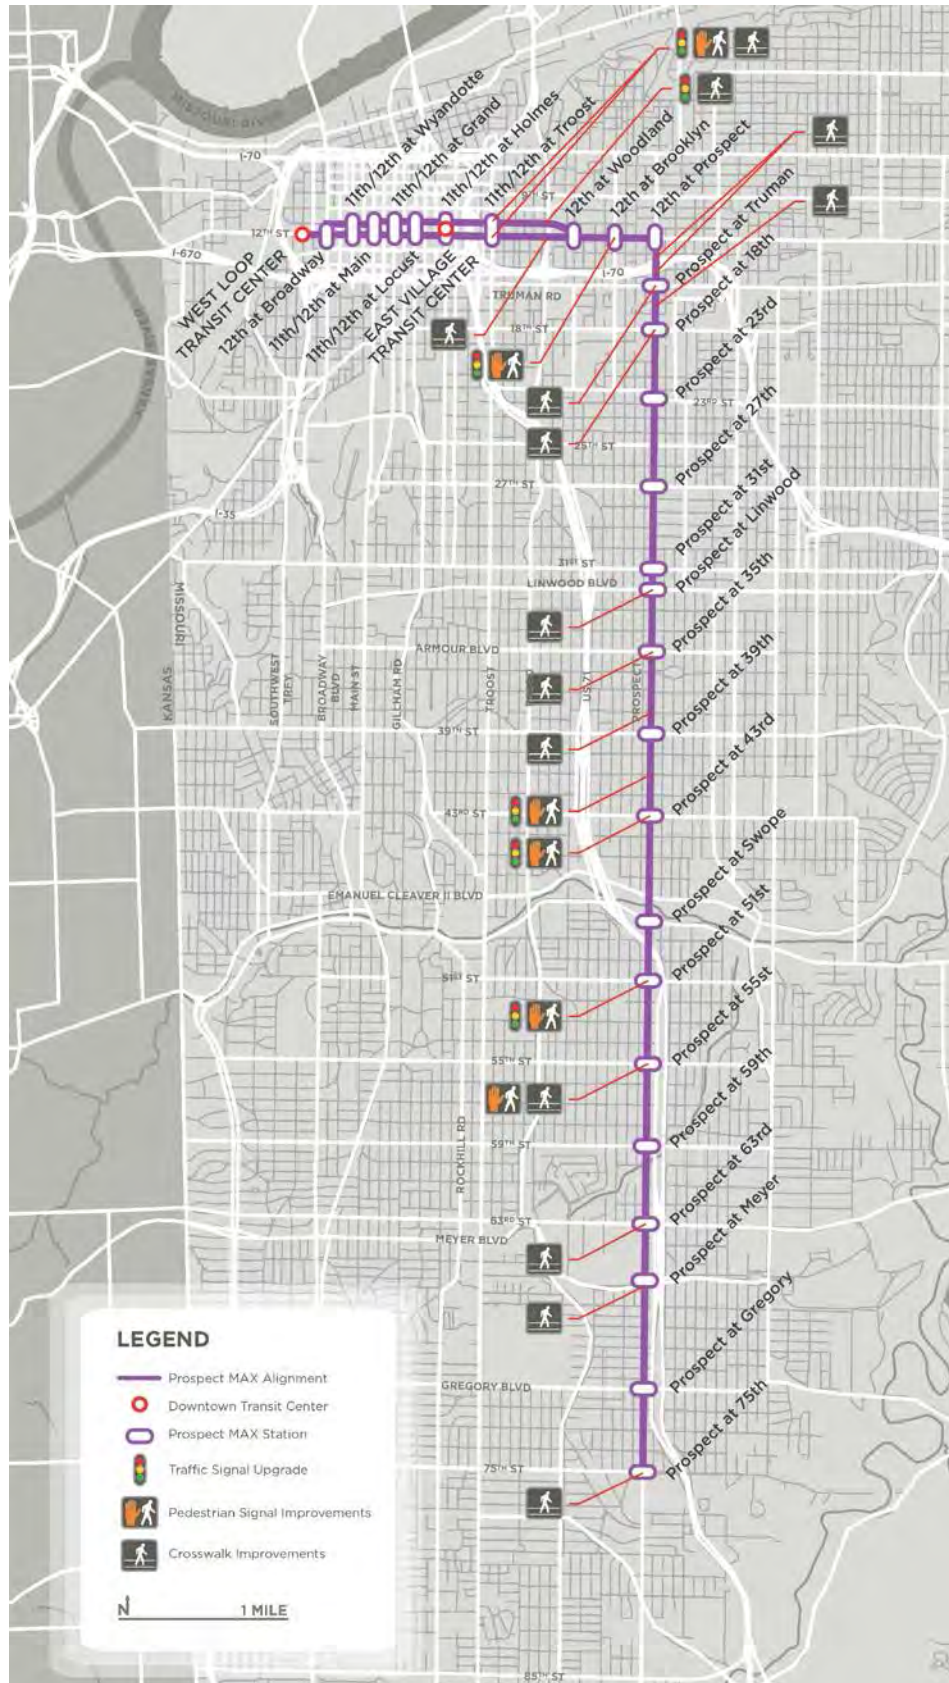 MISSOURI RIV
I-70
11th/12th at Wyandotte
11th/12th at Grand
11th/12th at Holmes
11th/12th at Troost
12th at Woodland
12th at Brooklyn
12th at Prospect
9TH ST
12TH ST
I-670
I-70
WEST LOOP
TRANSIT CENTER
12th at Broadway
11th/12th at Main
11th/12th at Locust
EAST VILLAGE
TRANSIT CENTER
Prospect at Truman
Prospect at 18th
Prospect at 23rd
Prospect at 27th
Prospect at 31st
Prospect at Linwood
Prospect at 35th
Prospect at 39th
Prospect at 43rd
Prospect at Swope
Prospect at 51st
Prospect at 55st
Prospect at 59th
Prospect at 63rd
Prospect at Meyer
Prospect at Gregory
Prospect at 75th
TRUMAN RD
18TH ST
23RD ST
25TH ST
27TH ST
I-35
31ST ST
LINWOOD BLVD
ARMOUR BLVD
MISSOURI
KANSAS
SOUTHWEST
TRFY
BROADWAY
BLVD
MAIN ST
GILLHAM RD
TROOST
US 71
PROSPECT
39TH ST
43RD ST
EMANUEL CLEAVER II BLVD
51ST ST
55TH ST
ROCKHILL RD
59TH ST
63RD ST
MEYER BLVD
GREGORY BLVD
75TH ST
85TH ST
LEGEND
Prospect MAX Alignment
Downtown Transit Center
Prospect MAX Station
Traffic Signal Upgrade
Pedestrian Signal Improvements
Crosswalk Improvements
N
1 MILE